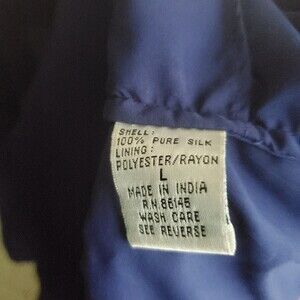 SHELL:
100% PURE SILK
LINING:
POLYESTER/RAYON
L
MADE IN INDIA
R.N. 86145
WASH CARE
SEE REVERSE